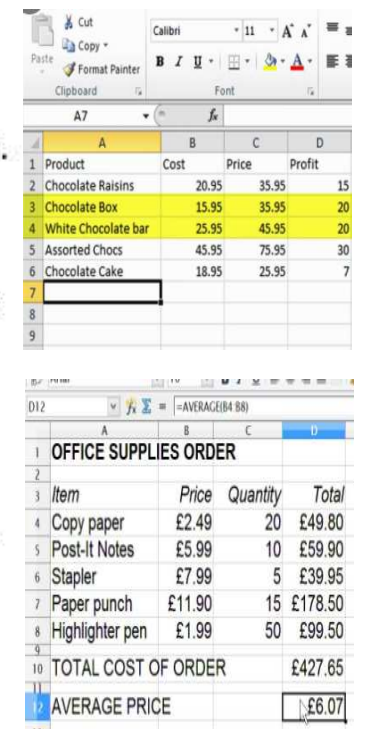 Cut
Calibri 11 A A
Copy
Paste
Format Painter
B I U A
Clipboard Font
A7 fx
A B C D
1 Product Cost Price Profit
2 Chocolate Raisins 20.95 35.95 15
3 Chocolate Box 15.95 35.95 20
4 White Chocolate bar 25.95 45.95 20
5 Assorted Chocs 45.95 75.95 30
6 Chocolate Cake 18.95 25.95 7
7
8
9
D12 fx Σ = =AVERAGE(B4:B8)
A B C D
1 OFFICE SUPPLIES ORDER
2
3 Item Price Quantity Total
4 Copy paper £2.49 20 £49.80
5 Post-It Notes £5.99 10 £59.90
6 Stapler £7.99 5 £39.95
7 Paper punch £11.90 15 £178.50
8 Highlighter pen £1.99 50 £99.50
9
10 TOTAL COST OF ORDER £427.65
11
12 AVERAGE PRICE £6.07